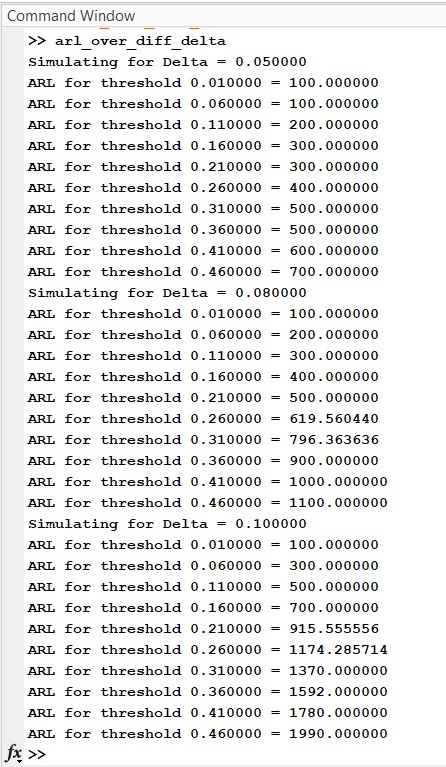 Command Window
>> arl_over_diff_delta
Simulating for Delta = 0.050000
ARL for threshold 0.010000 = 100.000000
ARL for threshold 0.060000 = 100.000000
ARL for threshold 0.110000 = 200.000000
ARL for threshold 0.160000 = 300.000000
ARL for threshold 0.210000 = 300.000000
ARL for threshold 0.260000 = 400.000000
ARL for threshold 0.310000 = 500.000000
ARL for threshold 0.360000 = 500.000000
ARL for threshold 0.410000 = 600.000000
ARL for threshold 0.460000 = 700.000000
Simulating for Delta = 0.080000
ARL for threshold 0.010000 = 100.000000
ARL for threshold 0.060000 = 200.000000
ARL for threshold 0.110000 = 300.000000
ARL for threshold 0.160000 = 400.000000
ARL for threshold 0.210000 = 500.000000
ARL for threshold 0.260000 = 619.560440
ARL for threshold 0.310000 = 796.363636
ARL for threshold 0.360000 = 900.000000
ARL for threshold 0.410000 = 1000.000000
ARL for threshold 0.460000 = 1100.000000
Simulating for Delta = 0.100000
ARL for threshold 0.010000 = 100.000000
ARL for threshold 0.060000 = 300.000000
ARL for threshold 0.110000 = 500.000000
ARL for threshold 0.160000 = 700.000000
ARL for threshold 0.210000 = 915.555556
ARL for threshold 0.260000 = 1174.285714
ARL for threshold 0.310000 = 1370.000000
ARL for threshold 0.360000 = 1592.000000
ARL for threshold 0.410000 = 1780.000000
ARL for threshold 0.460000 = 1990.000000
fx >>